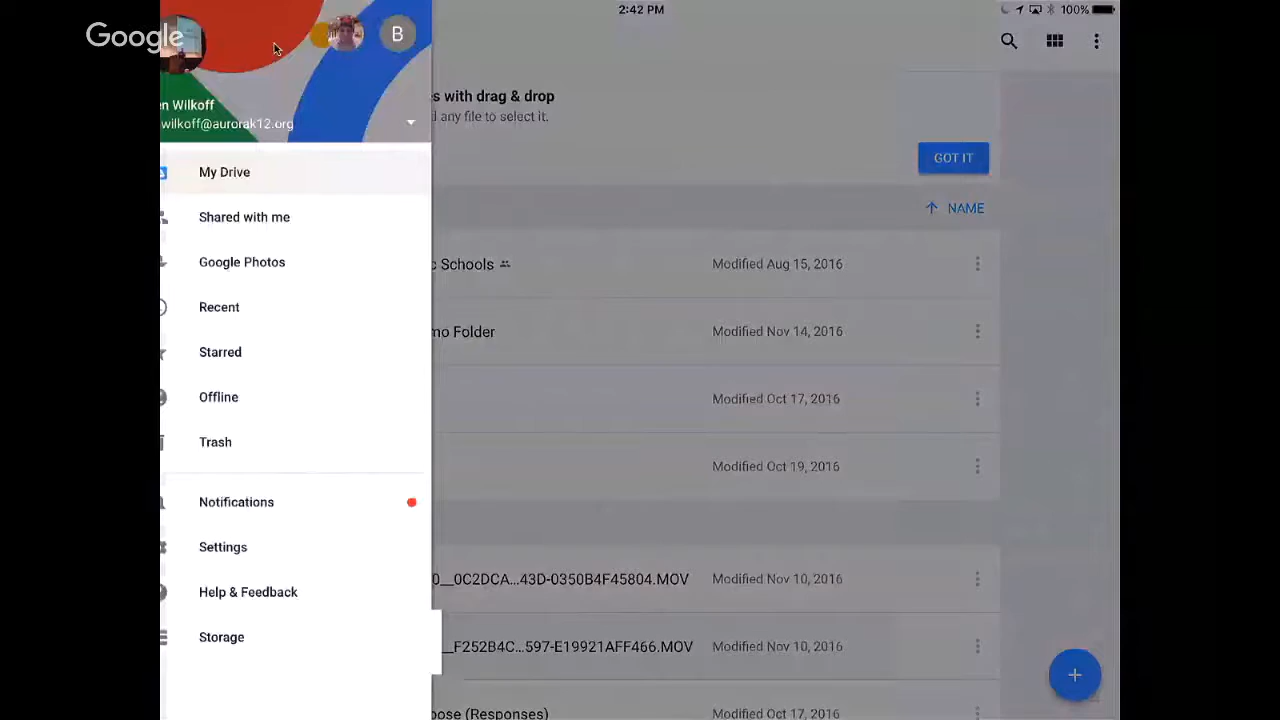 2:42 PM
100%
Google
B
n Wilkoff
wilkoff@aurorak12.org
s with drag & drop
any file to select it.
GOT IT
NAME
My Drive
Shared with me
Google Photos
Recent
Starred
Offline
Trash
Notifications
Settings
Help & Feedback
Storage
c Schools
Modified Aug 15, 2016
mo Folder
Modified Nov 14, 2016
Modified Oct 17, 2016
Modified Oct 19, 2016
0__0C2DCA...43D-0350B4F45804.MOV
Modified Nov 10, 2016
__F252B4C...597-E19921AFF466.MOV
Modified Nov 10, 2016
pose (Responses)
Modified Oct 17, 2016